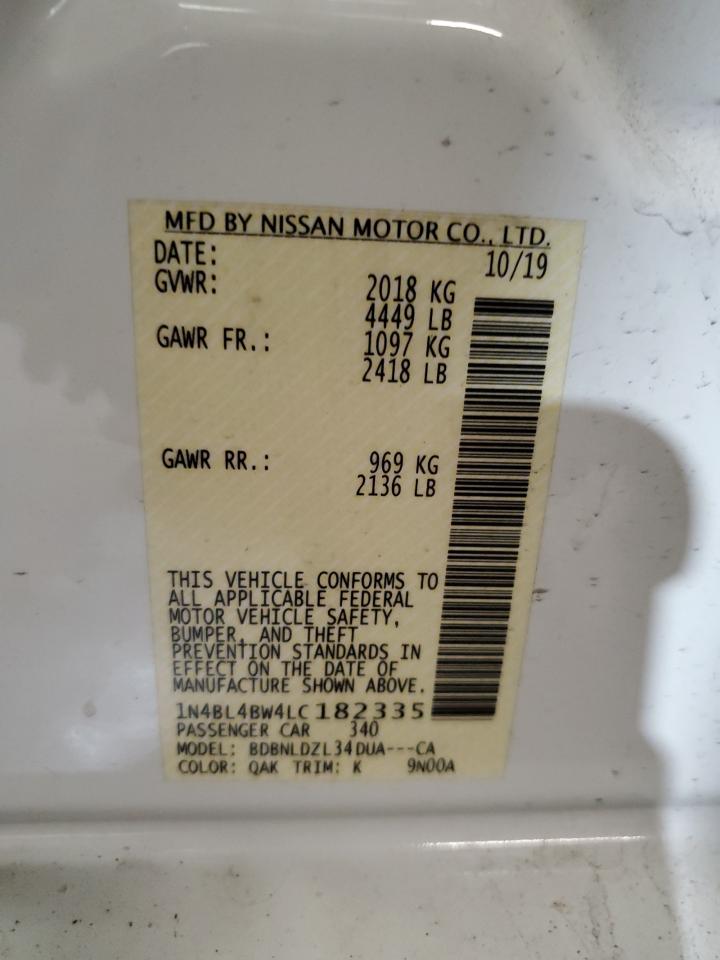 MFD BY NISSAN MOTOR CO., LTD.
DATE: 10/19
GVWR: 2018 KG
4449 LB
GAWR FR.: 1097 KG
2418 LB
GAWR RR.: 969 KG
2136 LB
THIS VEHICLE CONFORMS TO
ALL APPLICABLE FEDERAL
MOTOR VEHICLE SAFETY,
BUMPER, AND THEFT
PREVENTION STANDARDS IN
EFFECT ON THE DATE OF
MANUFACTURE SHOWN ABOVE.
1N4BL4BW4LC182335
PASSENGER CAR 340
MODEL: BDBNLDZL34DUA---CA
COLOR: QAK TRIM: K 9N00A